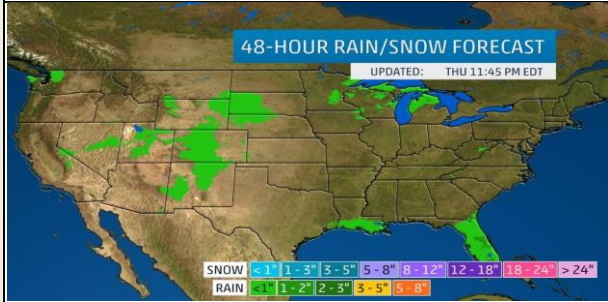 48-HOUR RAIN/SNOW FORECAST
UPDATED: THU 11:45 PM EDT
SNOW <1" 1-3" 3-5" 5-8" 8-12" 12-18" 18-24" >24"
RAIN <1" 1-2" 2-3" 3-5" 5-8"